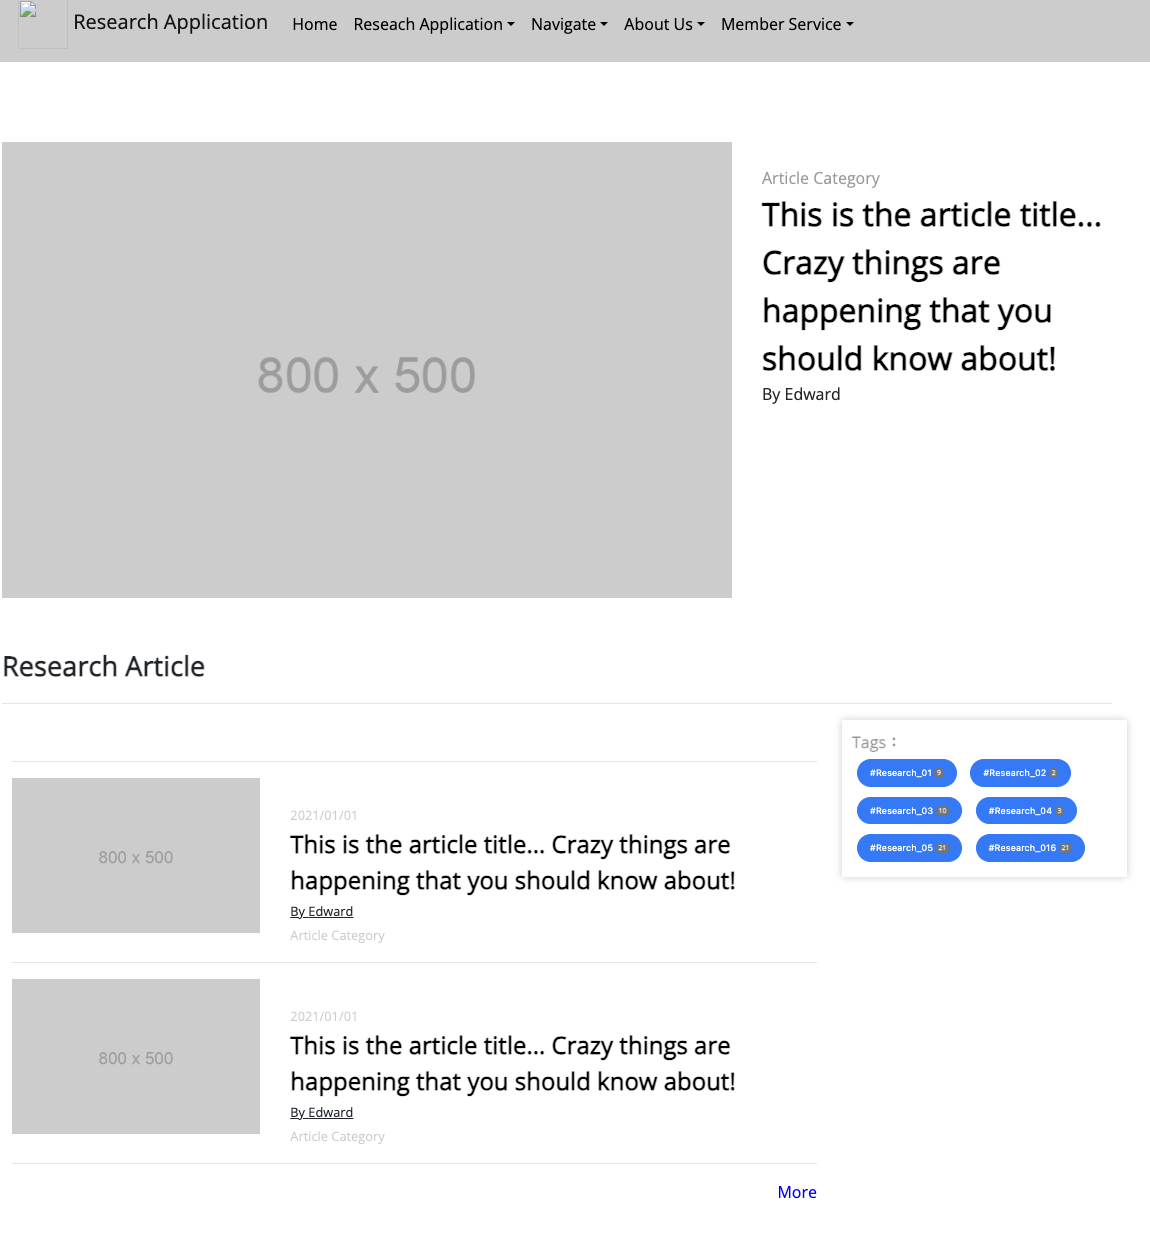 Research Application Home Reseach Application Navigate About Us Member Service
800 x 500
Article Category
This is the article title...
Crazy things are
happening that you
should know about!
By Edward
Research Article
800 x 500
2021/01/01
This is the article title... Crazy things are
happening that you should know about!
By Edward
Article Category
800 x 500
2021/01/01
This is the article title... Crazy things are
happening that you should know about!
By Edward
Article Category
More
Tags：
#Research_01 9 #Research_02 2
#Research_03 10 #Research_04 3
#Research_05 21 #Research_016 21